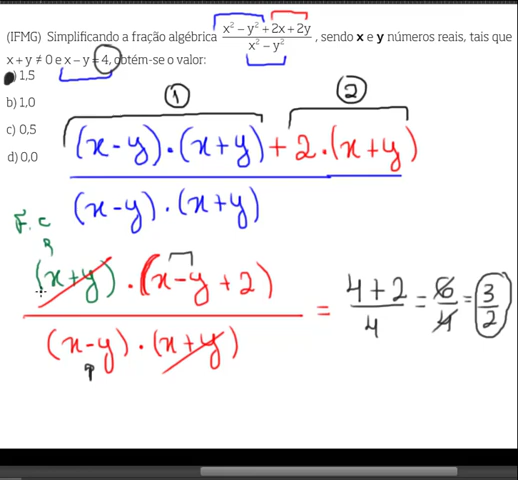 (IFMG) Simplificando a fração algébrica (x² – y² + 2x + 2y)/(x² – y²), sendo x e y números reais, tais que
x + y ≠ 0 e x – y = 4, obtém-se o valor:
1,5
b) 1,0
c) 0,5
d) 0,0
① ②
(x-y)·(x+y) + 2·(x+y)
(x-y)·(x+y)
F.C
(x+y)·(x-y+2)
(x-y)·(x+y)
= (4+2)/4 = 6/4 = 3/2